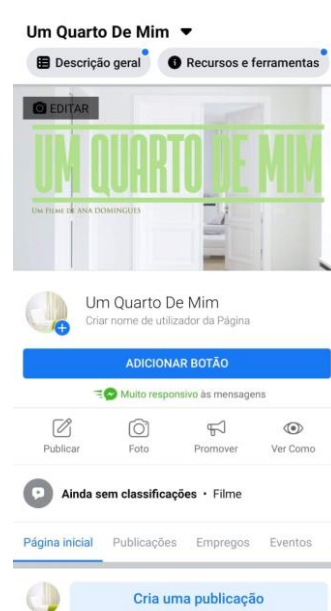 Um Quarto De Mim
Descrição geral
Recursos e ferramentas
EDITAR
UM QUARTO DE MIM
UM FILME DE ANA DOMINGUES
Um Quarto De Mim
Criar nome de utilizador da Página
ADICIONAR BOTÃO
Muito responsivo às mensagens
Publicar
Foto
Promover
Ver Como
Ainda sem classificações · Filme
Página inicial
Publicações
Empregos
Eventos
Cria uma publicação